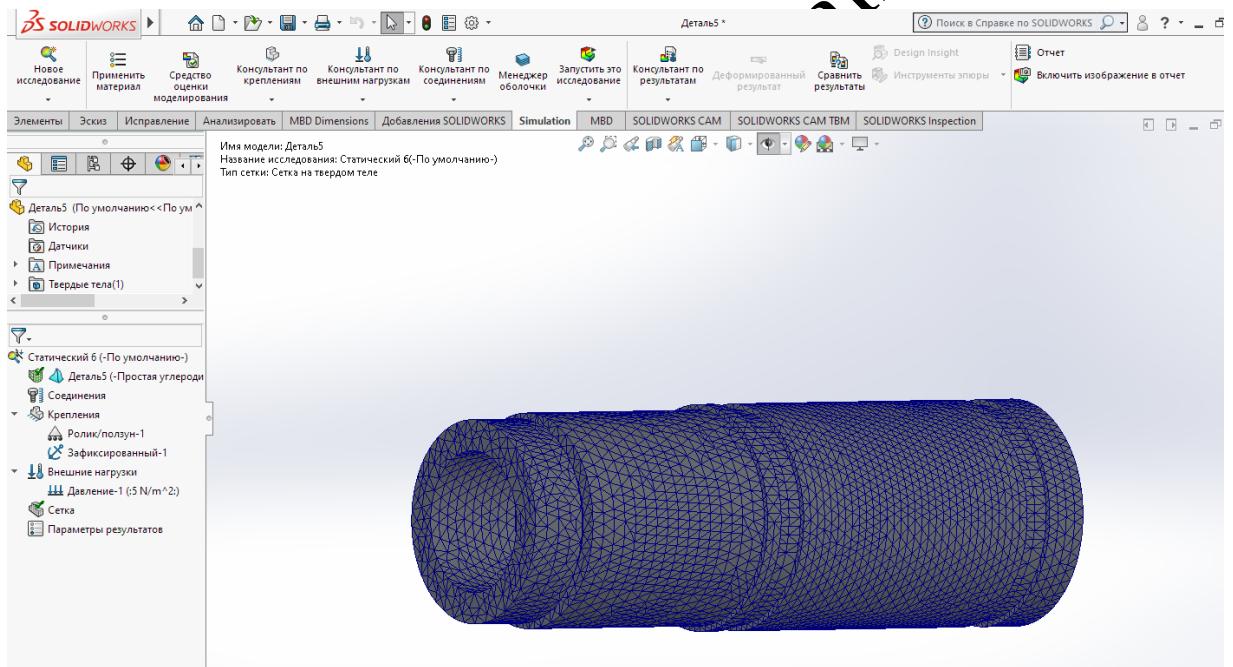 SOLIDWORKS
Деталь5 *
Поиск в Справке по SOLIDWORKS
?
Новое исследование
Применить материал
Средство оценки моделирования
Консультант по креплениям
Консультант по внешним нагрузкам
Консультант по соединениям
Менеджер оболочки
Запустить это исследование
Консультант по результатам
Деформированный результат
Сравнить результаты
Design Insight
Инструменты эпюры
Отчет
Включить изображение в отчет
Элементы Эскиз Исправление Анализировать MBD Dimensions Добавления SOLIDWORKS Simulation MBD SOLIDWORKS CAM SOLIDWORKS CAM TBM SOLIDWORKS Inspection
Имя модели: Деталь5
Название исследования: Статический 6(-По умолчанию-)
Тип сетки: Сетка на твердом теле
Деталь5 (По умолчанию<<По ум
История
Датчики
Примечания
Твердые тела(1)
Статический 6 (-По умолчанию-)
Деталь5 (-Простая углероди
Соединения
Крепления
Ролик/ползун-1
Зафиксированный-1
Внешние нагрузки
Давление-1 (:5 N/m^2:)
Сетка
Параметры результатов